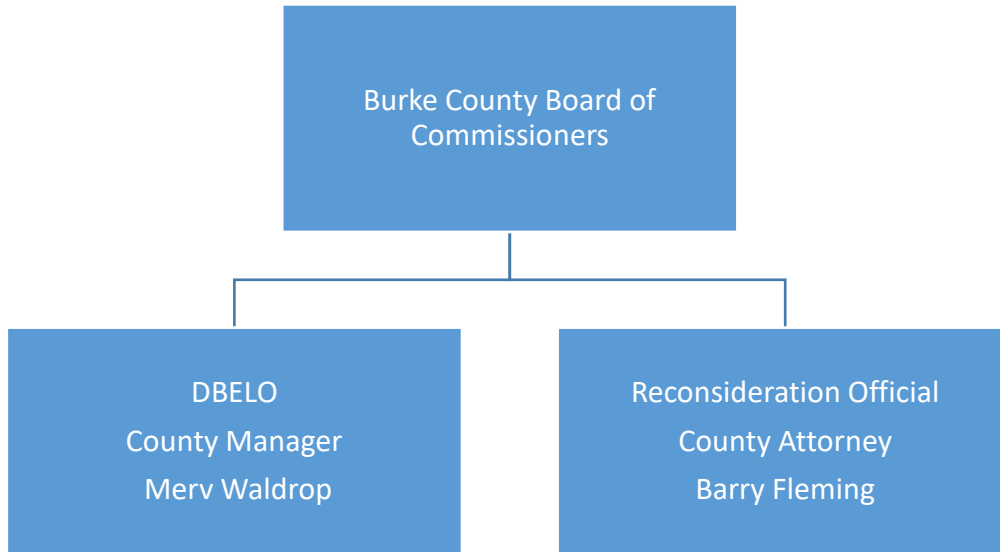 Burke County Board of
Commissioners
DBELO
County Manager
Merv Waldrop
Reconsideration Official
County Attorney
Barry Fleming